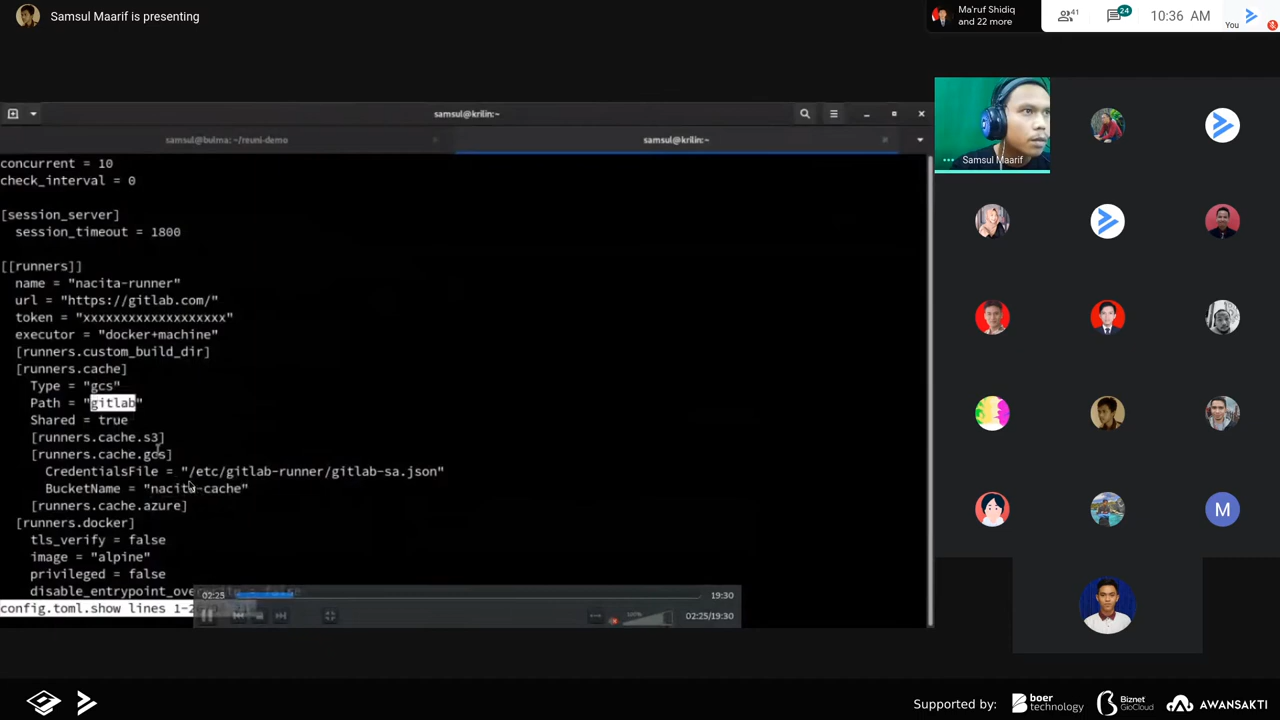 Samsul Maarif is presenting
Ma'ruf Shidiq
and 22 more
41
24
10:36 AM
You
samsul@krilin:~
samsul@bulma: ~/reuni-demo
samsul@krilin:~
concurrent = 10
check_interval = 0
[session_server]
session_timeout = 1800
[[runners]]
name = "nacita-runner"
url = "https://gitlab.com/"
token = "xxxxxxxxxxxxxxxxxxx"
executor = "docker+machine"
[runners.custom_build_dir]
[runners.cache]
Type = "gcs"
Path = "gitlab"
Shared = true
[runners.cache.s3]
[runners.cache.gcs]
CredentialsFile = "/etc/gitlab-runner/gitlab-sa.json"
BucketName = "nacita-cache"
[runners.cache.azure]
[runners.docker]
tls_verify = false
image = "alpine"
privileged = false
config.toml.show lines
02:25
19:30
02:25/19:30
Samsul Maarif
M
Supported by:
boer
technology
Biznet
GioCloud
AWANSAKTI